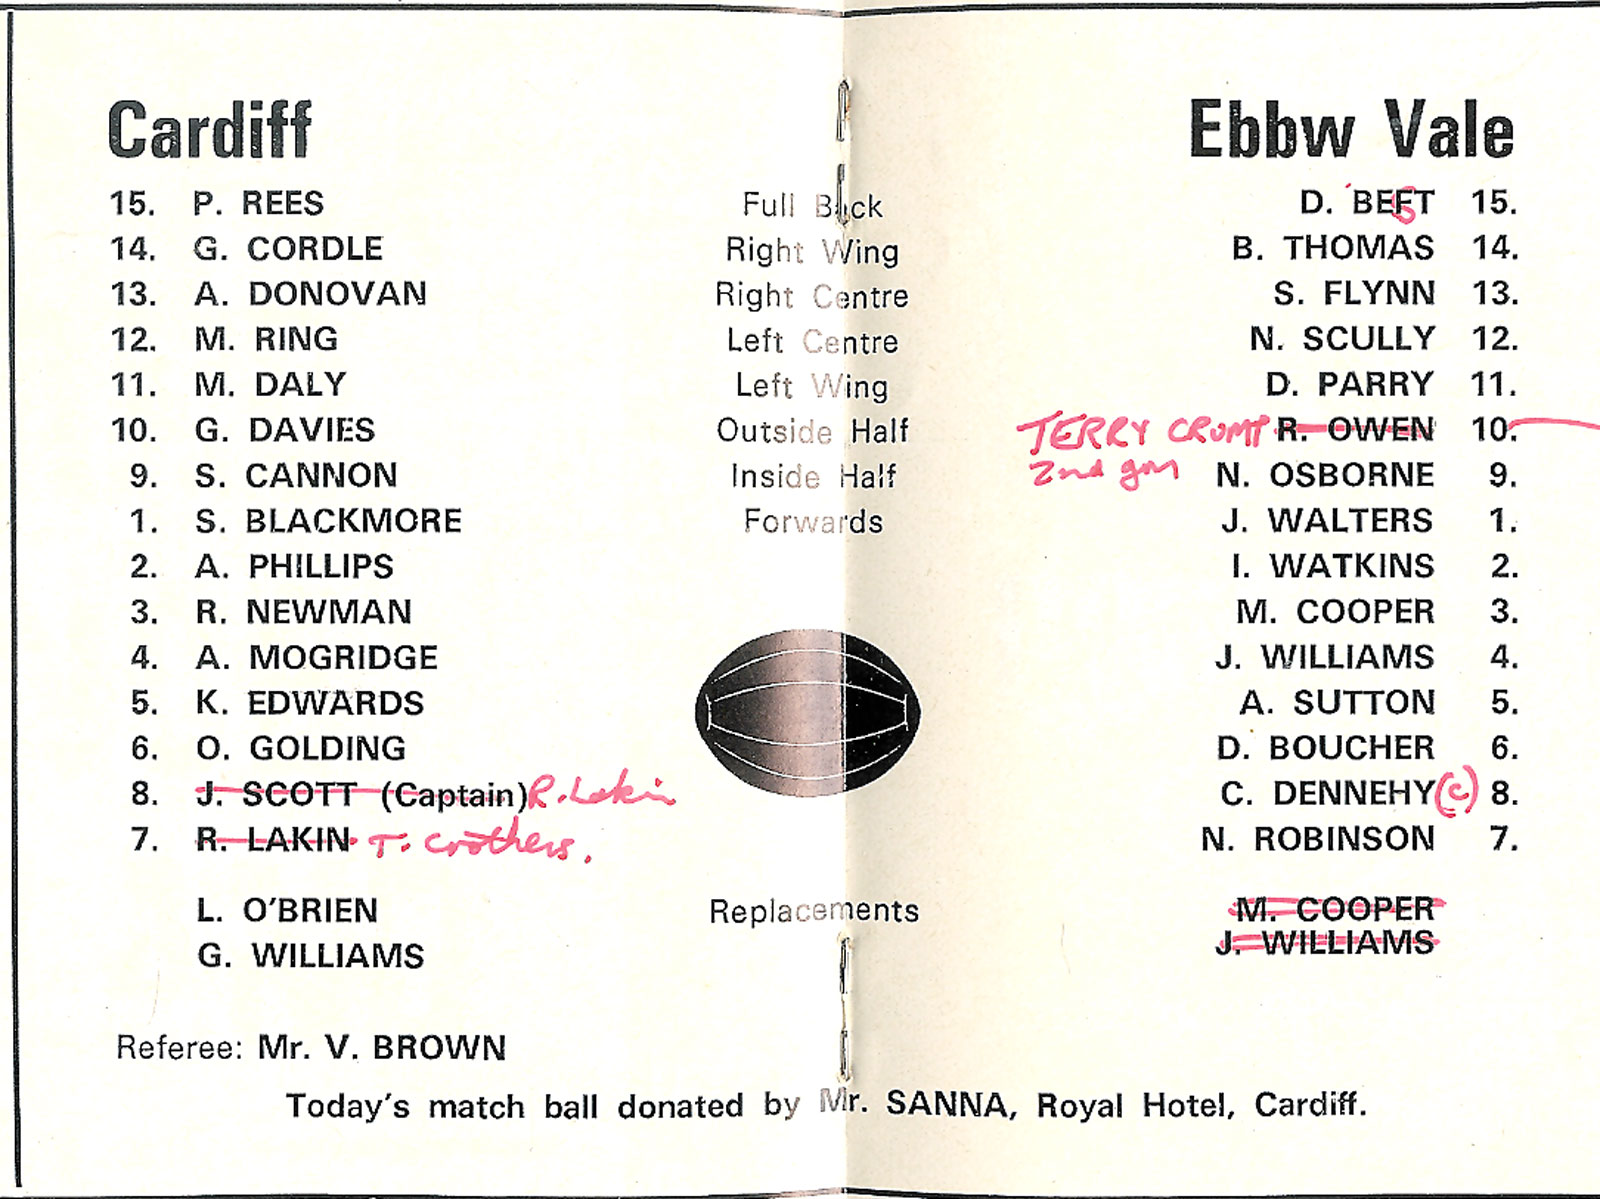 Cardiff Ebbw Vale
15. P. REES Full Back D. BEFT S 15.
14. G. CORDLE Right Wing B. THOMAS 14.
13. A. DONOVAN Right Centre S. FLYNN 13.
12. M. RING Left Centre N. SCULLY 12.
11. M. DALY Left Wing D. PARRY 11.
10. G. DAVIES Outside Half TERRY CRUMP R. OWEN 10.
9. S. CANNON Inside Half 2nd gm N. OSBORNE 9.
1. S. BLACKMORE Forwards J. WALTERS 1.
2. A. PHILLIPS I. WATKINS 2.
3. R. NEWMAN M. COOPER 3.
4. A. MOGRIDGE J. WILLIAMS 4.
5. K. EDWARDS A. SUTTON 5.
6. O. GOLDING D. BOUCHER 6.
8. J. SCOTT (Captain) R. Lakin C. DENNEHY (c) 8.
7. R. LAKIN T. Crothers. N. ROBINSON 7.
L. O'BRIEN Replacements M. COOPER
G. WILLIAMS J. WILLIAMS
Referee: Mr. V. BROWN
Today's match ball donated by Mr. SANNA, Royal Hotel, Cardiff.